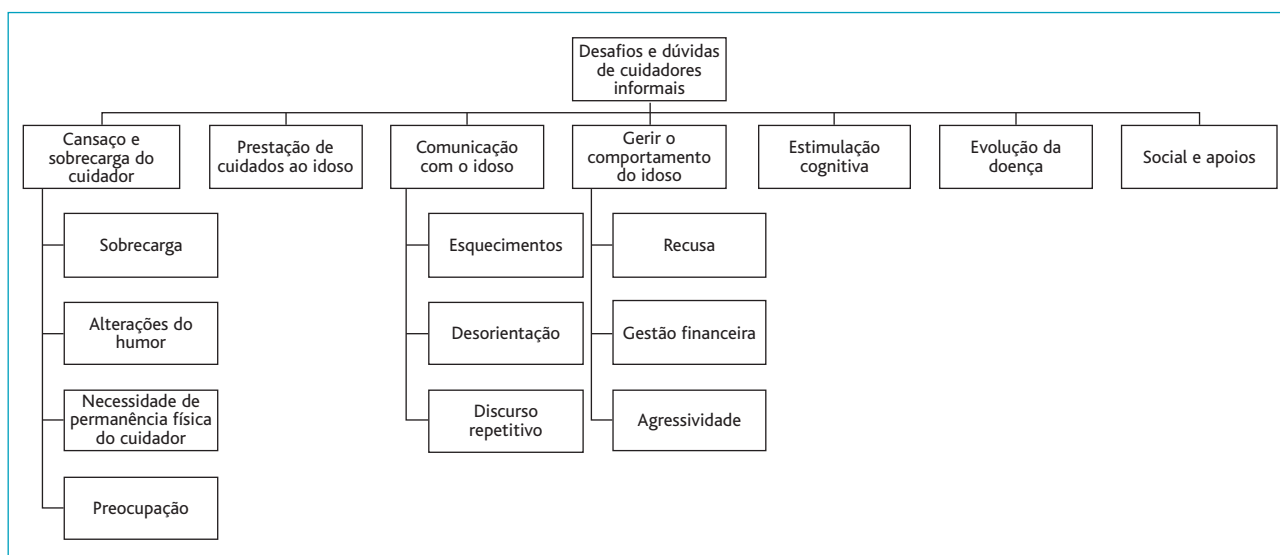 Desafios e dúvidas
de cuidadores
informais
Cansaço e
sobrecarga do
cuidador
Prestação de
cuidados ao idoso
Comunicação
com o idoso
Gerir o
comportamento
do idoso
Estimulação
cognitiva
Evolução da
doença
Social e apoios
Sobrecarga
Alterações do
humor
Necessidade de
permanência física
do cuidador
Preocupação
Esquecimentos
Desorientação
Discurso
repetitivo
Recusa
Gestão financeira
Agressividade